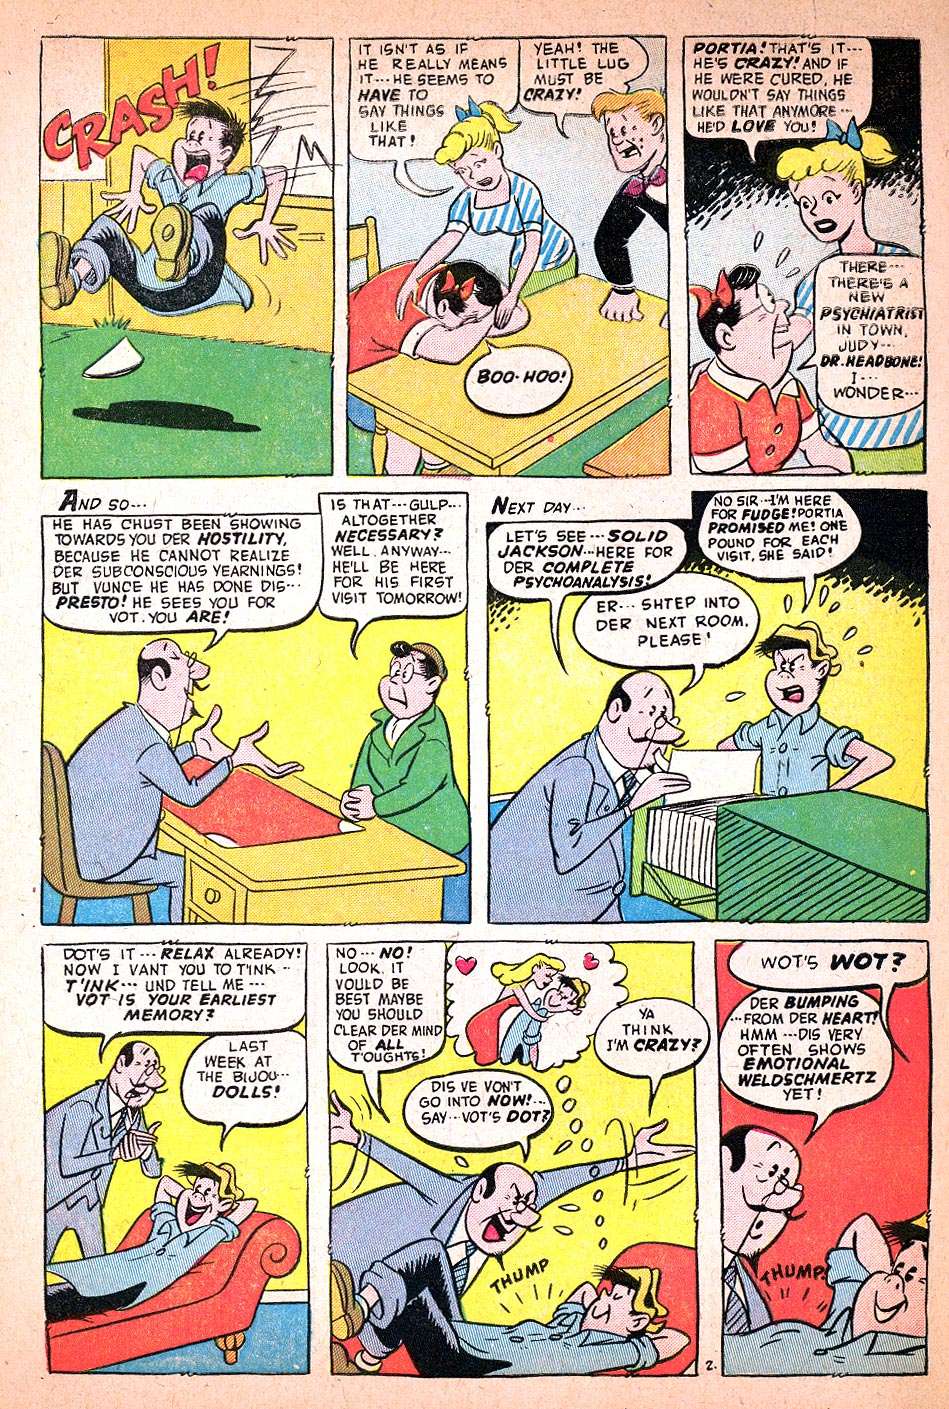 CRASH!
IT ISN'T AS IF
HE REALLY MEANS
IT---HE SEEMS TO
HAVE TO
SAY THINGS
LIKE
THAT!
YEAH! THE
LITTLE LUG
MUST BE
CRAZY!
BOO-HOO!
PORTIA! THAT'S IT---
HE'S CRAZY! AND IF
HE WERE CURED, HE
WOULDN'T SAY THINGS
LIKE THAT ANYMORE--
HE'D LOVE YOU!
THERE---
THERE'S A
NEW
PSYCHIATRIST
IN TOWN,
JUDY---
DR. HEADBONE!
I---
WONDER---
AND SO---
HE HAS CHUST BEEN SHOWING
TOWARDS YOU DER HOSTILITY,
BECAUSE HE CANNOT REALIZE
DER SUBCONSCIOUS YEARNINGS!
BUT VUNCE HE HAS DONE DIS---
PRESTO! HE SEES YOU FOR
VOT. YOU ARE!
IS THAT---GULP---
ALTOGETHER
NECESSARY?
WELL, ANYWAY--
HE'LL BE HERE
FOR HIS FIRST
VISIT TOMORROW!
NEXT DAY---
LET'S SEE---SOLID
JACKSON---HERE FOR
DER COMPLETE
PSYCHOANALYSIS!
ER--- SHTEP INTO
DER NEXT ROOM,
PLEASE!
NO SIR--I'M HERE
FOR FUDGE! PORTIA
PROMISED ME! ONE
POUND FOR EACH
VISIT, SHE SAID!
DOT'S IT---RELAX ALREADY!
NOW I VANT YOU TO T'INK--
T'INK--- UND TELL ME---
VOT IS YOUR EARLIEST
MEMORY?
LAST
WEEK AT
THE BIJOU---
DOLLS!
NO---NO!
LOOK, IT
VOULD BE
BEST MAYBE
YOU SHOULD
CLEAR DER MIND
OF ALL
T'OUGHTS!
YA
THINK
I'M CRAZY?
DIS VE VON'T
GO INTO NOW!---
SAY---VOT'S DOT?
THUMP
2.
WOT'S WOT?
DER BUMPING
---FROM DER HEART!
HMM ---DIS VERY
OFTEN SHOWS
EMOTIONAL
WELDSCHMERTZ
YET!
THUMP!